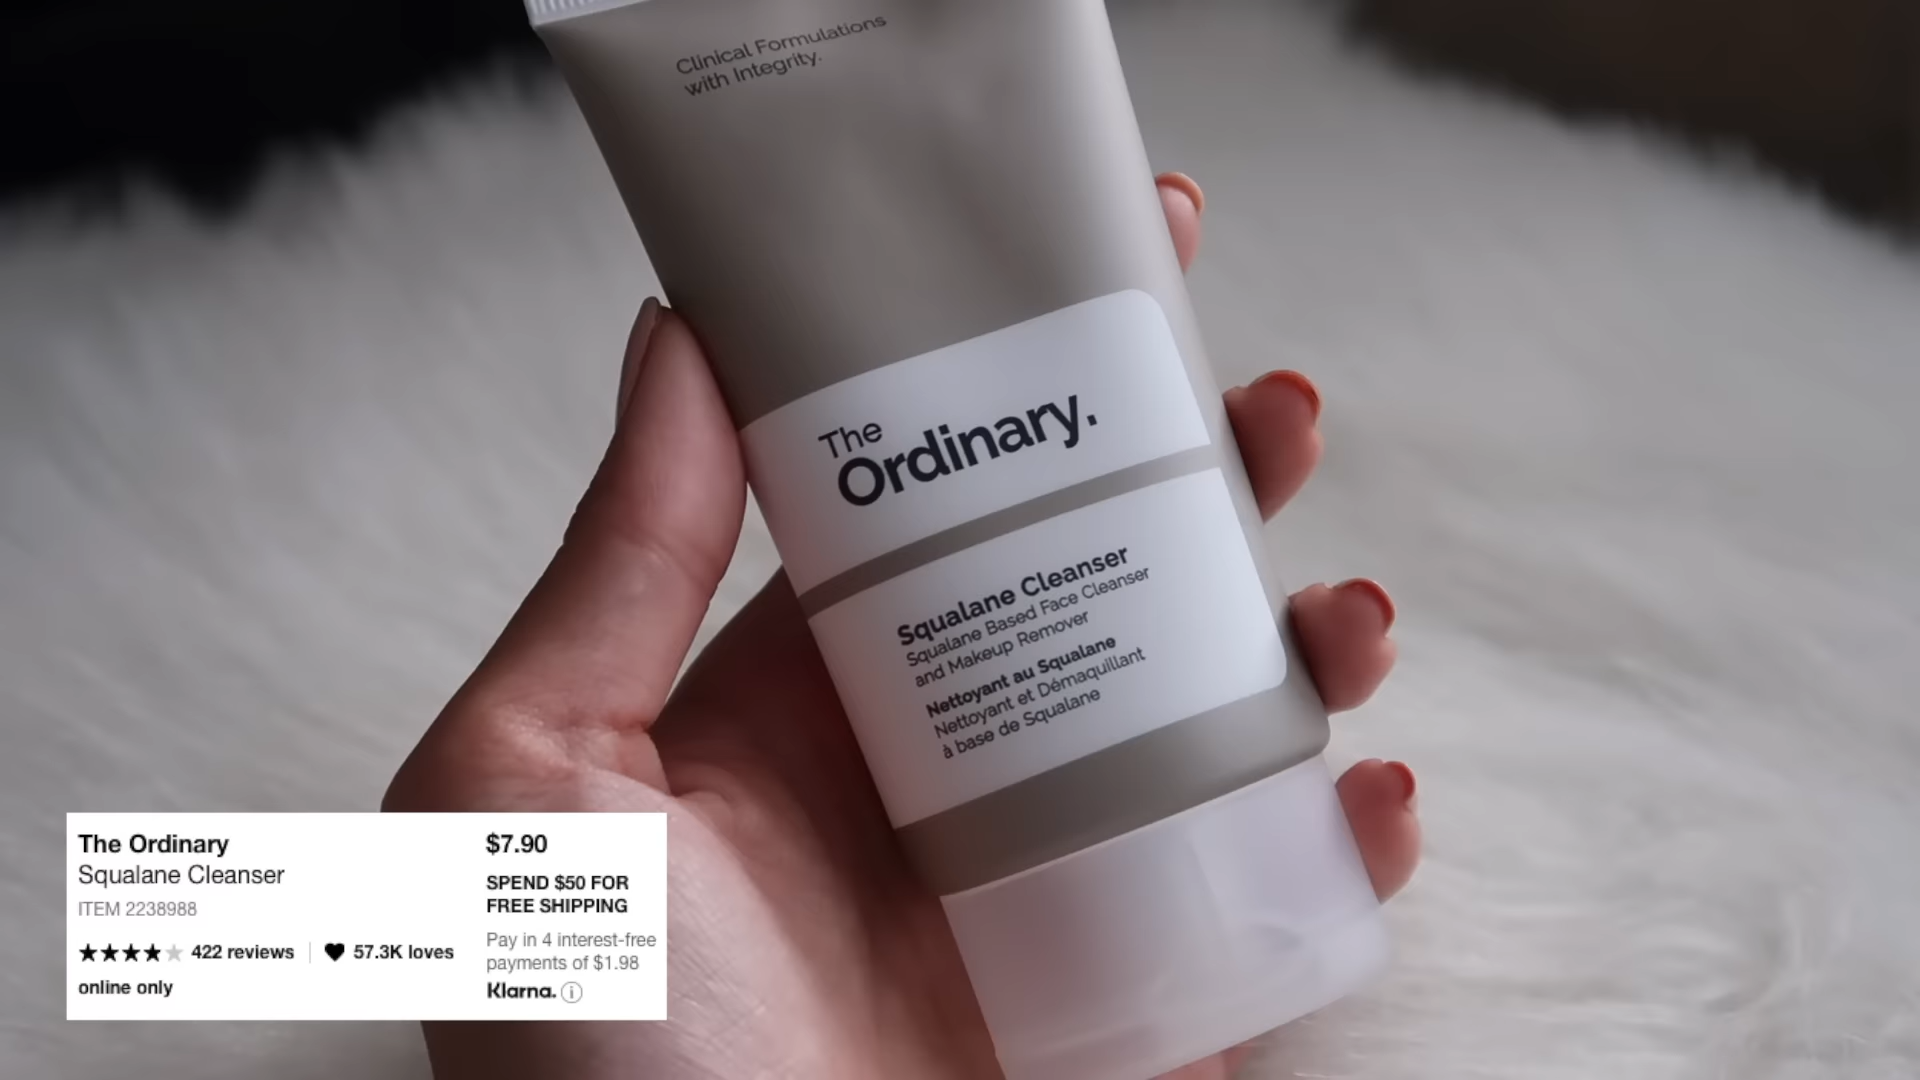 Clinical Formulations
with Integrity.
The
Ordinary.
Squalane Cleanser
Squalane Based Face Cleanser
and Makeup Remover
Nettoyant au Squalane
Nettoyant et Démaquillant
à base de Squalane
The Ordinary
Squalane Cleanser
ITEM 2238988
422 reviews
57.3K loves
online only
$7.90
SPEND $50 FOR
FREE SHIPPING
Pay in 4 interest-free
payments of $1.98
Klarna.